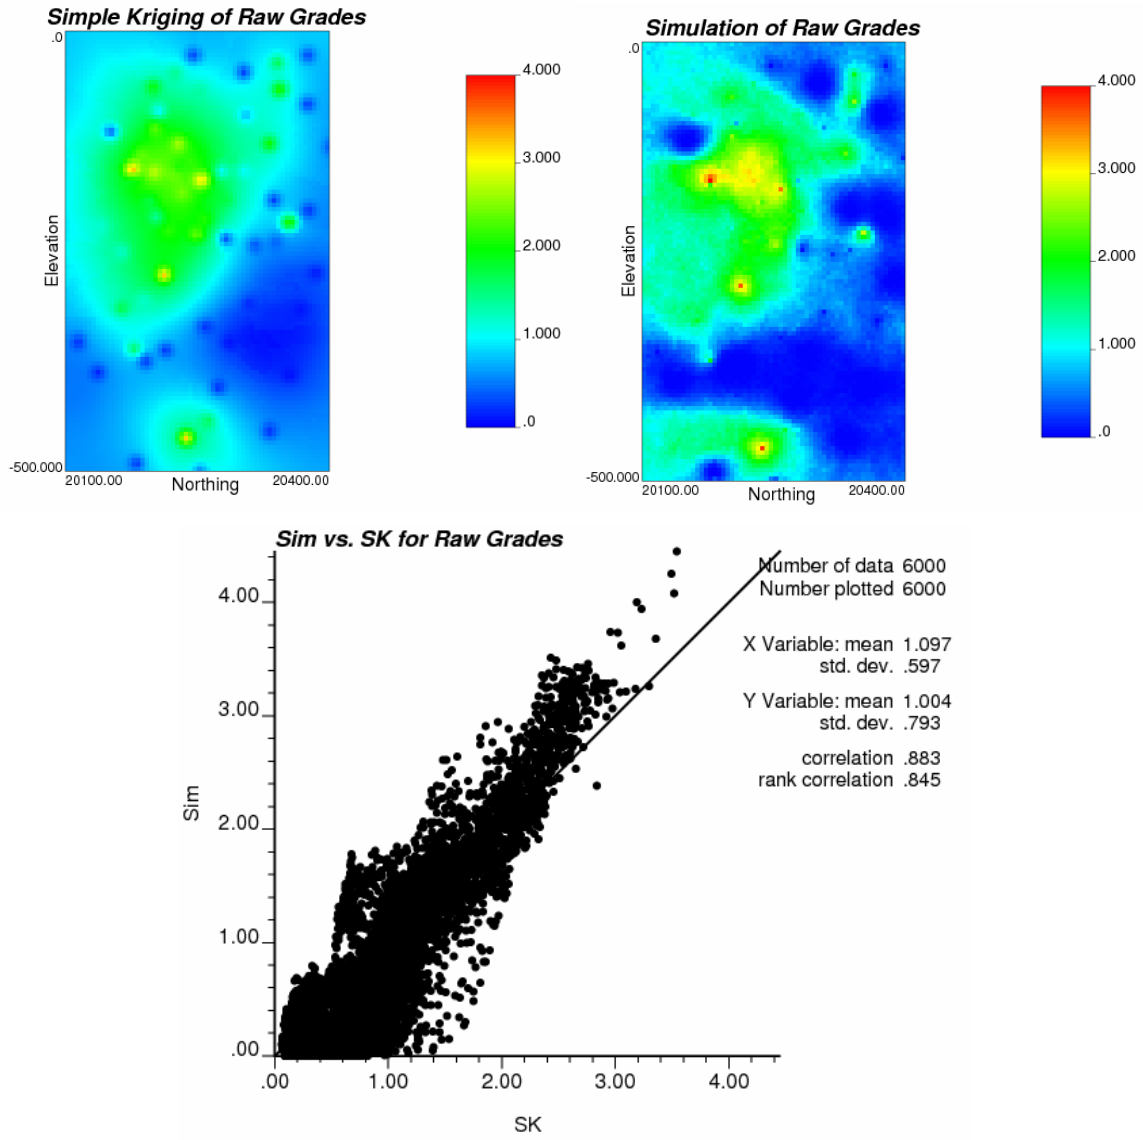 Simple Kriging of Raw Grades
.0
Elevation
-500.000
20100.00
Northing
20400.00
4.000
3.000
2.000
1.000
.0
Simulation of Raw Grades
.0
Elevation
-500.000
20100.00
Northing
20400.00
4.000
3.000
2.000
1.000
.0
Sim vs. SK for Raw Grades
Number of data 6000
Number plotted 6000
X Variable: mean 1.097
std. dev. .597
Y Variable: mean 1.004
std. dev. .793
correlation .883
rank correlation .845
Sim
4.00
3.00
2.00
1.00
.00
.00 1.00 2.00 3.00 4.00
SK